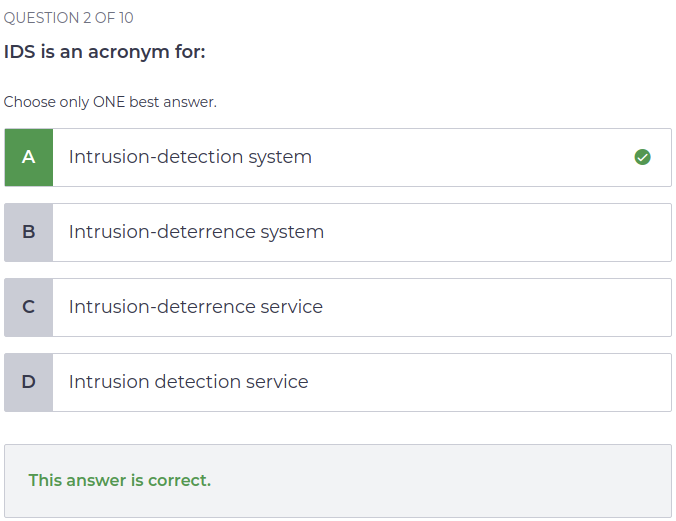 QUESTION 2 OF 10
IDS is an acronym for:
Choose only ONE best answer.
A Intrusion-detection system
B Intrusion-deterrence system
C Intrusion-deterrence service
D Intrusion detection service
This answer is correct.